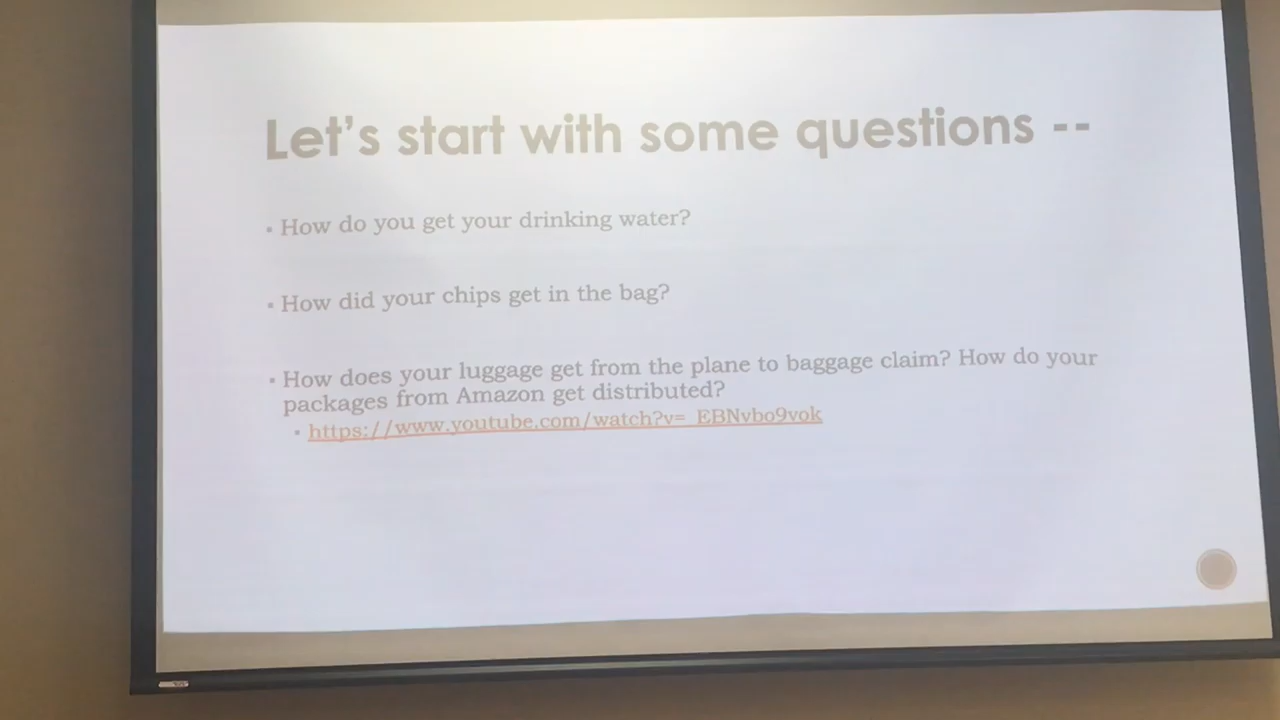 Let's start with some questions --
▪ How do you get your drinking water?
▪ How did your chips get in the bag?
▪ How does your luggage get from the plane to baggage claim? How do your
packages from Amazon get distributed?
▪ https://www.youtube.com/watch?v=_EBNvbo9vok